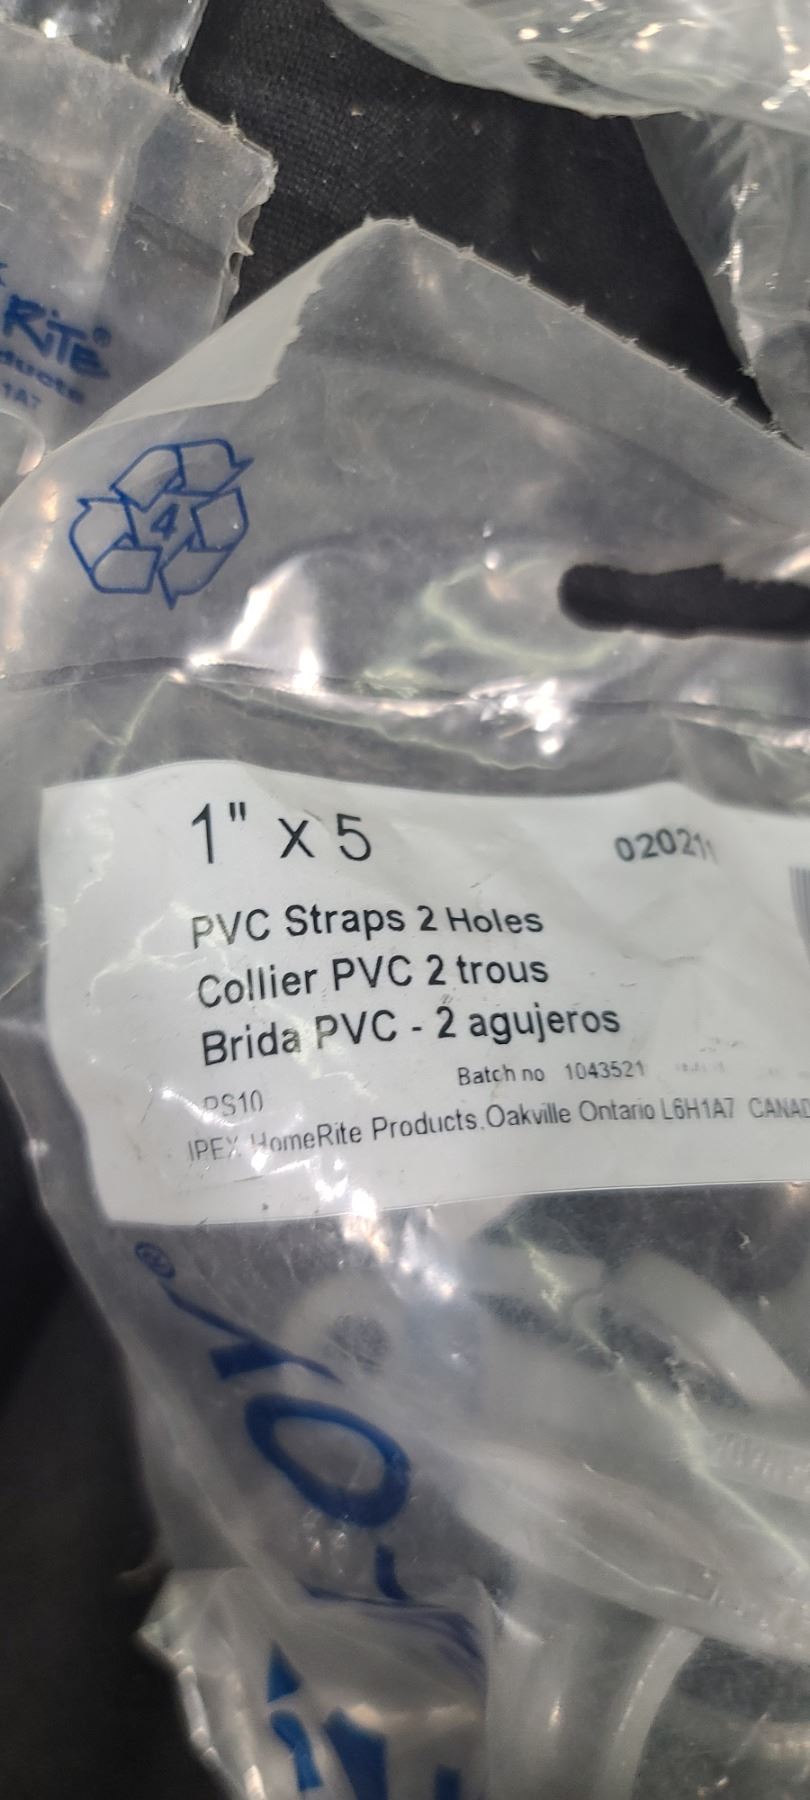 RiTE®
4
1" x 5
PVC Straps 2 Holes
Collier PVC 2 trous
Brida PVC - 2 agujeros
Batch no 1043521
PS10
IPEX HomeRite Products, Oakville Ontario L6H1A7